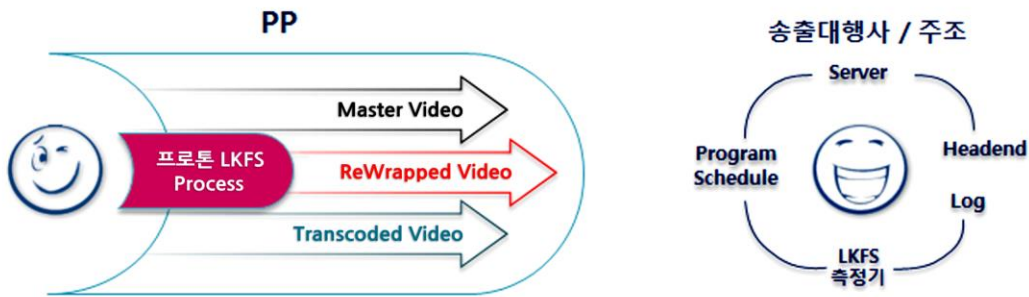 PP
Master Video
프로톤 LKFS
Process
ReWrapped Video
Transcoded Video
송출대행사 / 주조
Server
Headend
Program
Schedule
Log
LKFS
측정기